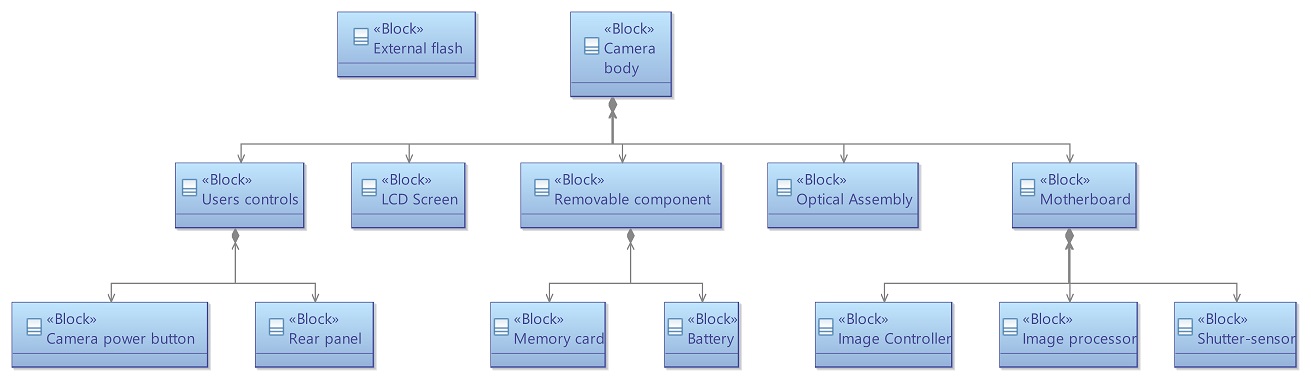 «Block»
External flash
«Block»
Camera
body
«Block»
Users controls
«Block»
LCD Screen
«Block»
Removable component
«Block»
Optical Assembly
«Block»
Motherboard
«Block»
Camera power button
«Block»
Rear panel
«Block»
Memory card
«Block»
Battery
«Block»
Image Controller
«Block»
Image processor
«Block»
Shutter-sensor